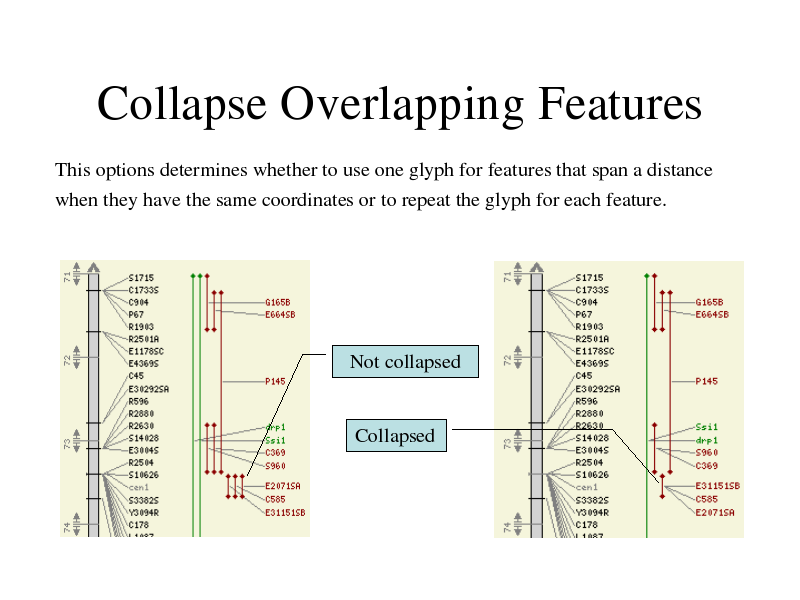 Collapse Overlapping Features
This options determines whether to use one glyph for features that span a distance
when they have the same coordinates or to repeat the glyph for each feature.
71
72
73
74
S1715
C1733S
C904
P67
R1903
R2501A
E1178SC
E4369S
C45
E30292SA
R596
R2880
R2630
S14028
E3004S
R2504
S10626
cen1
S3382S
Y3094R
C178
L1087
G165B
E664SB
P145
drp1
Ssi1
C369
S960
E2071SA
C585
E31151SB
Not collapsed
Collapsed
71
72
73
74
S1715
C1733S
C904
P67
R1903
R2501A
E1178SC
E4369S
C45
E30292SA
R596
R2880
R2630
S14028
E3004S
R2504
S10626
cen1
S3382S
Y3094R
C178
L1087
G165B
E664SB
P145
Ssi1
drp1
S960
C369
E31151SB
C585
E2071SA